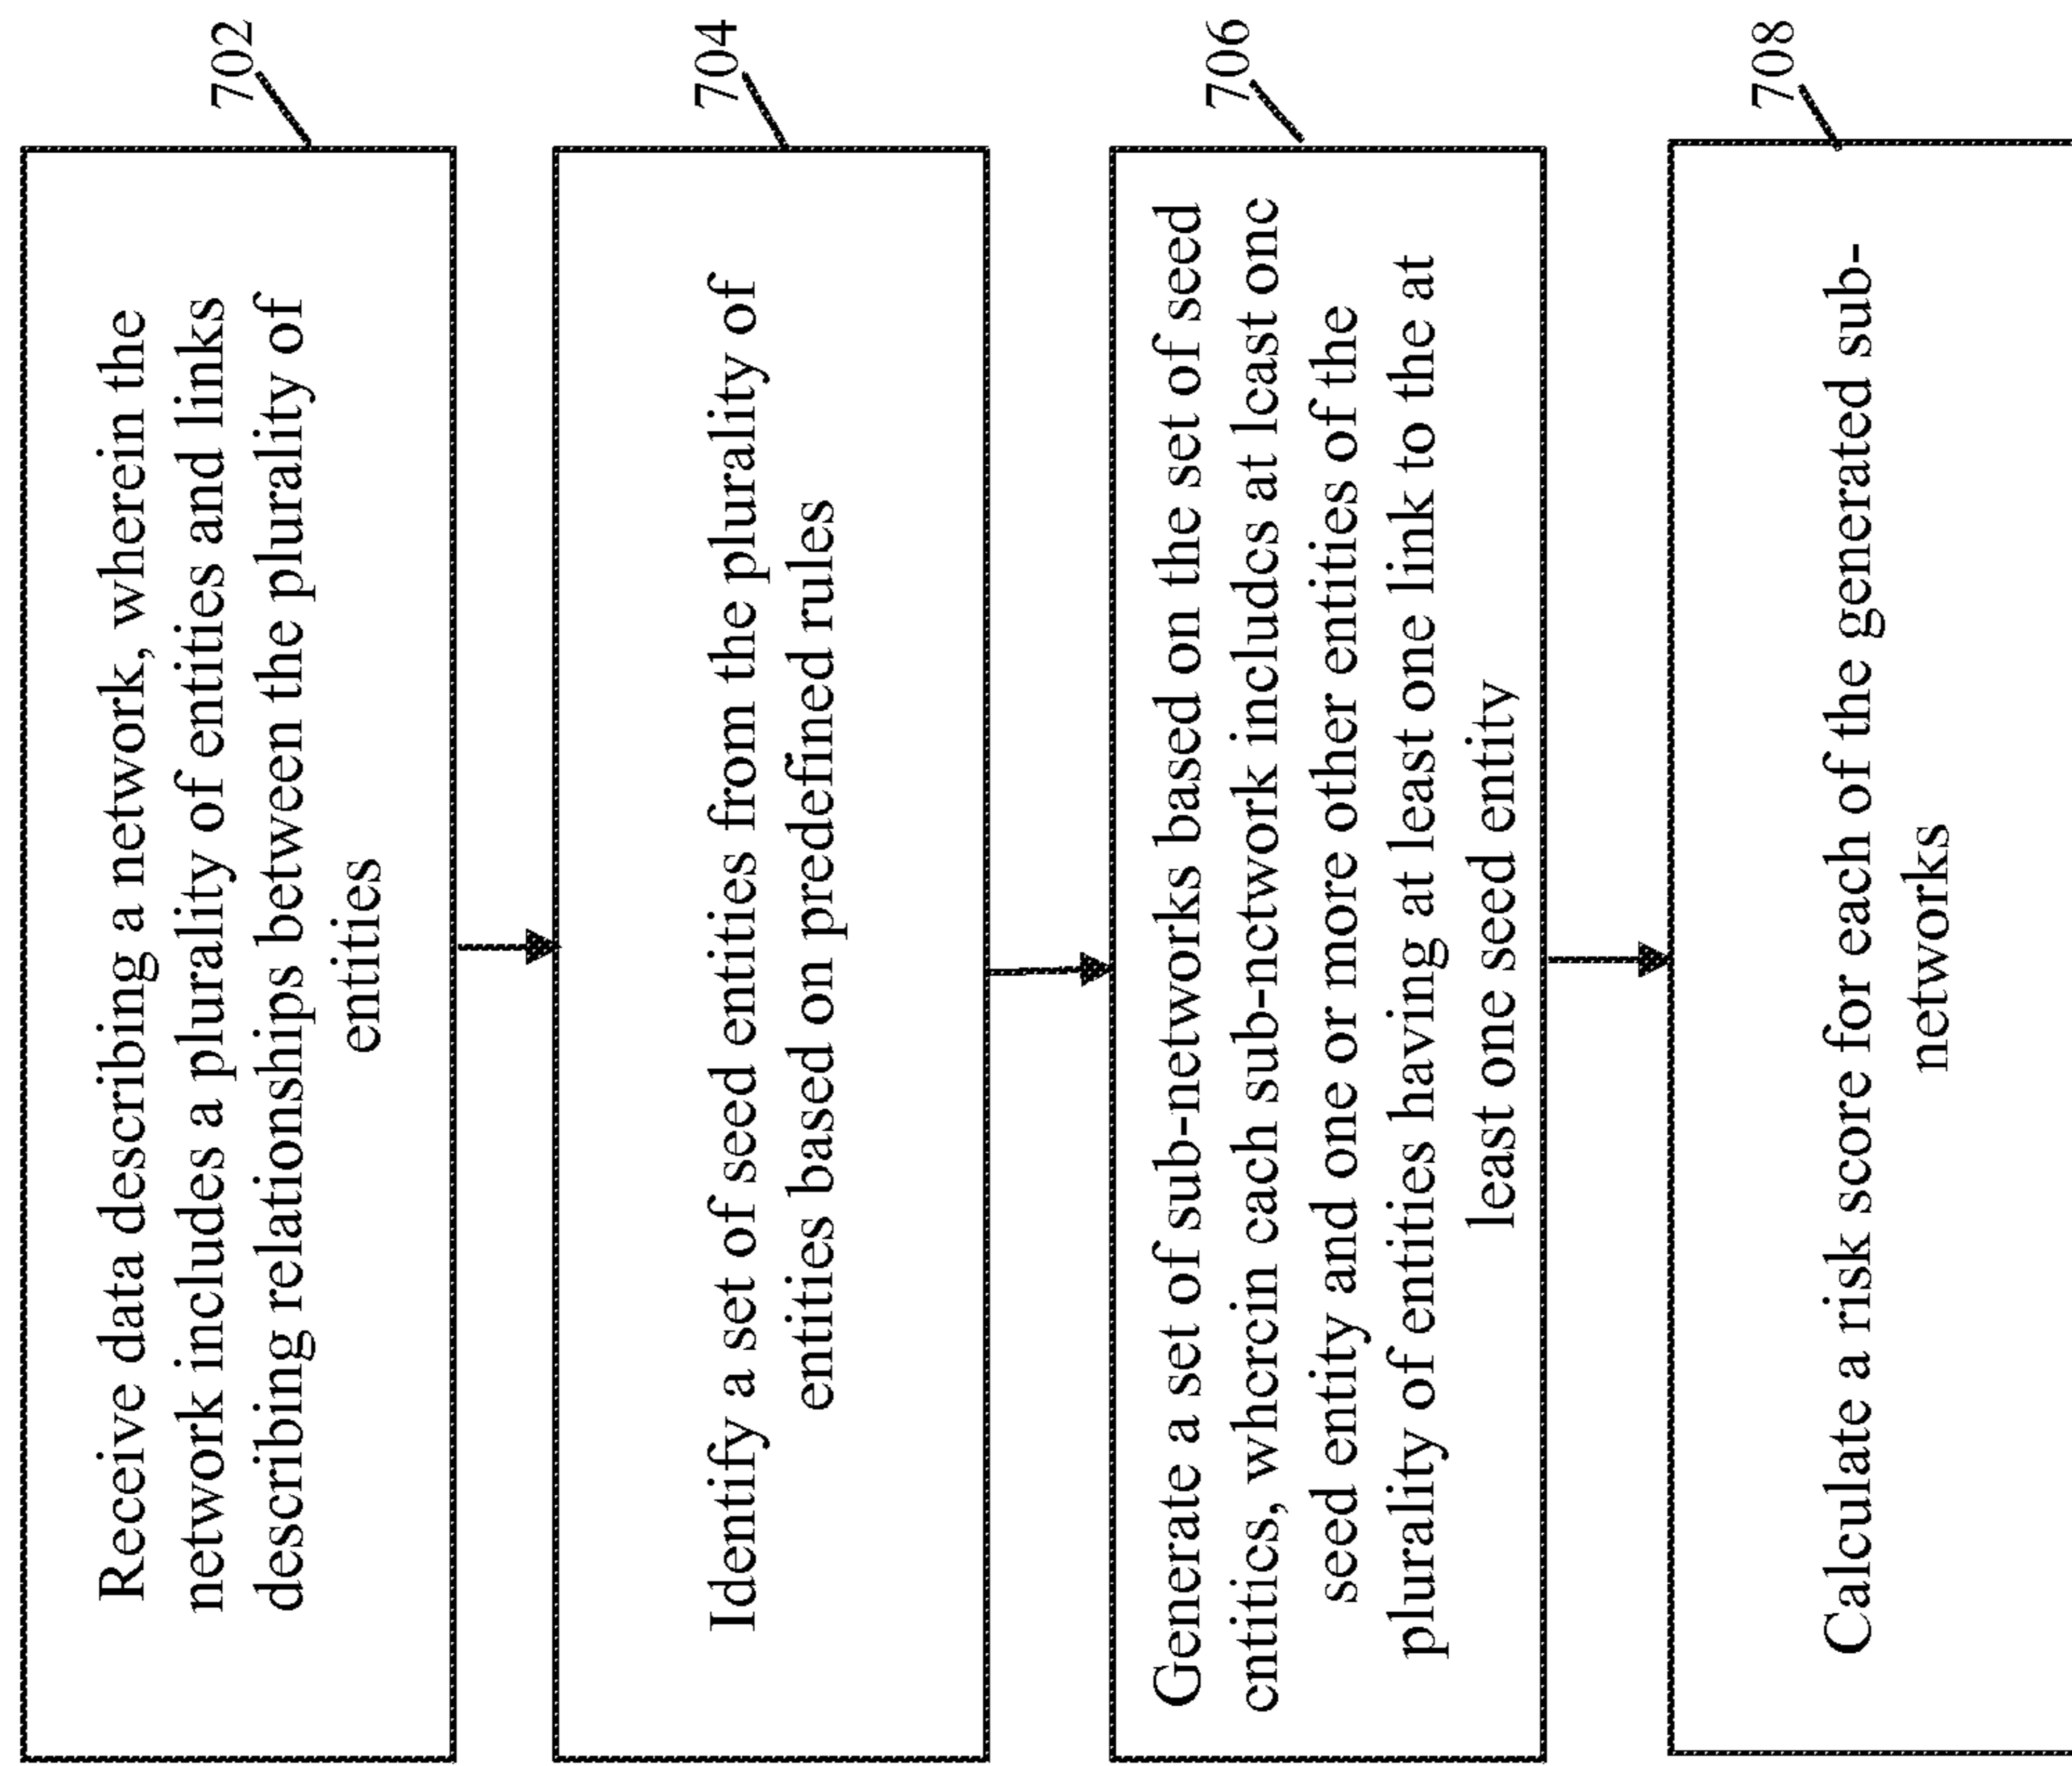 702
Receive data describing a network, wherein the
network includes a plurality of entities and links
describing relationships between the plurality of
entities
704
Identify a set of seed entities from the plurality of
entities based on predefined rules
706
Generate a set of sub-networks based on the set of seed
entities, wherein each sub-network includes at least one
seed entity and one or more other entities of the
plurality of entities having at least one link to the at
least one seed entity
708
Calculate a risk score for each of the generated sub-
networks